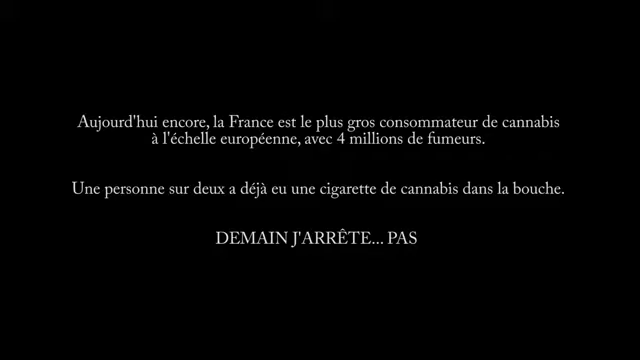 Aujourd'hui encore, la France est le plus gros consommateur de cannabis
à l'échelle européenne, avec 4 millions de fumeurs.
Une personne sur deux a déjà eu une cigarette de cannabis dans la bouche.
DEMAIN J'ARRÊTE... PAS